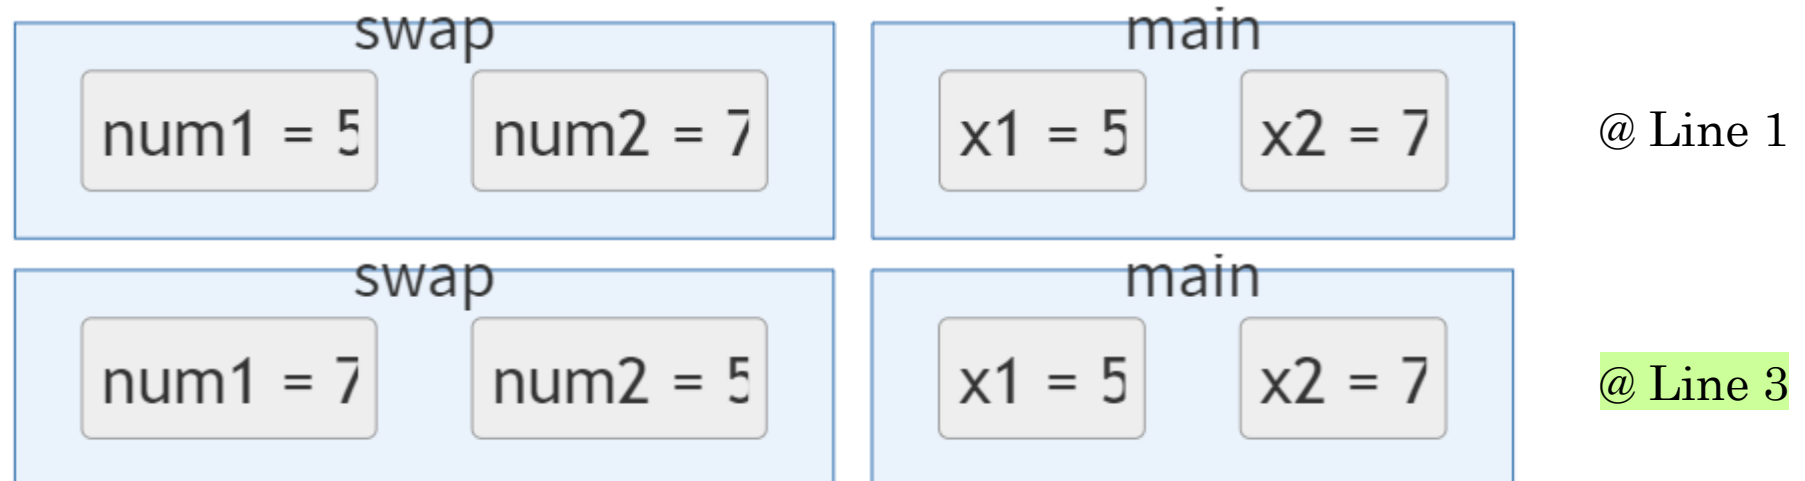 swap main
num1 = 5 num2 = 7 x1 = 5 x2 = 7 @ Line 1
swap main
num1 = 7 num2 = 5 x1 = 5 x2 = 7 @ Line 3